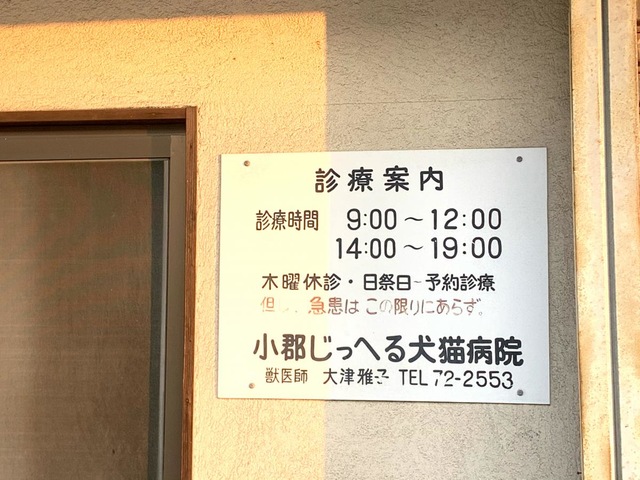 診療案内
診療時間 9:00～12:00
14:00～19:00
木曜休診・日祭日-予約診療
但し、急患はこの限りにあらず。
小郡じっへる犬猫病院
獣医師 大津雅子 TEL 72-2553